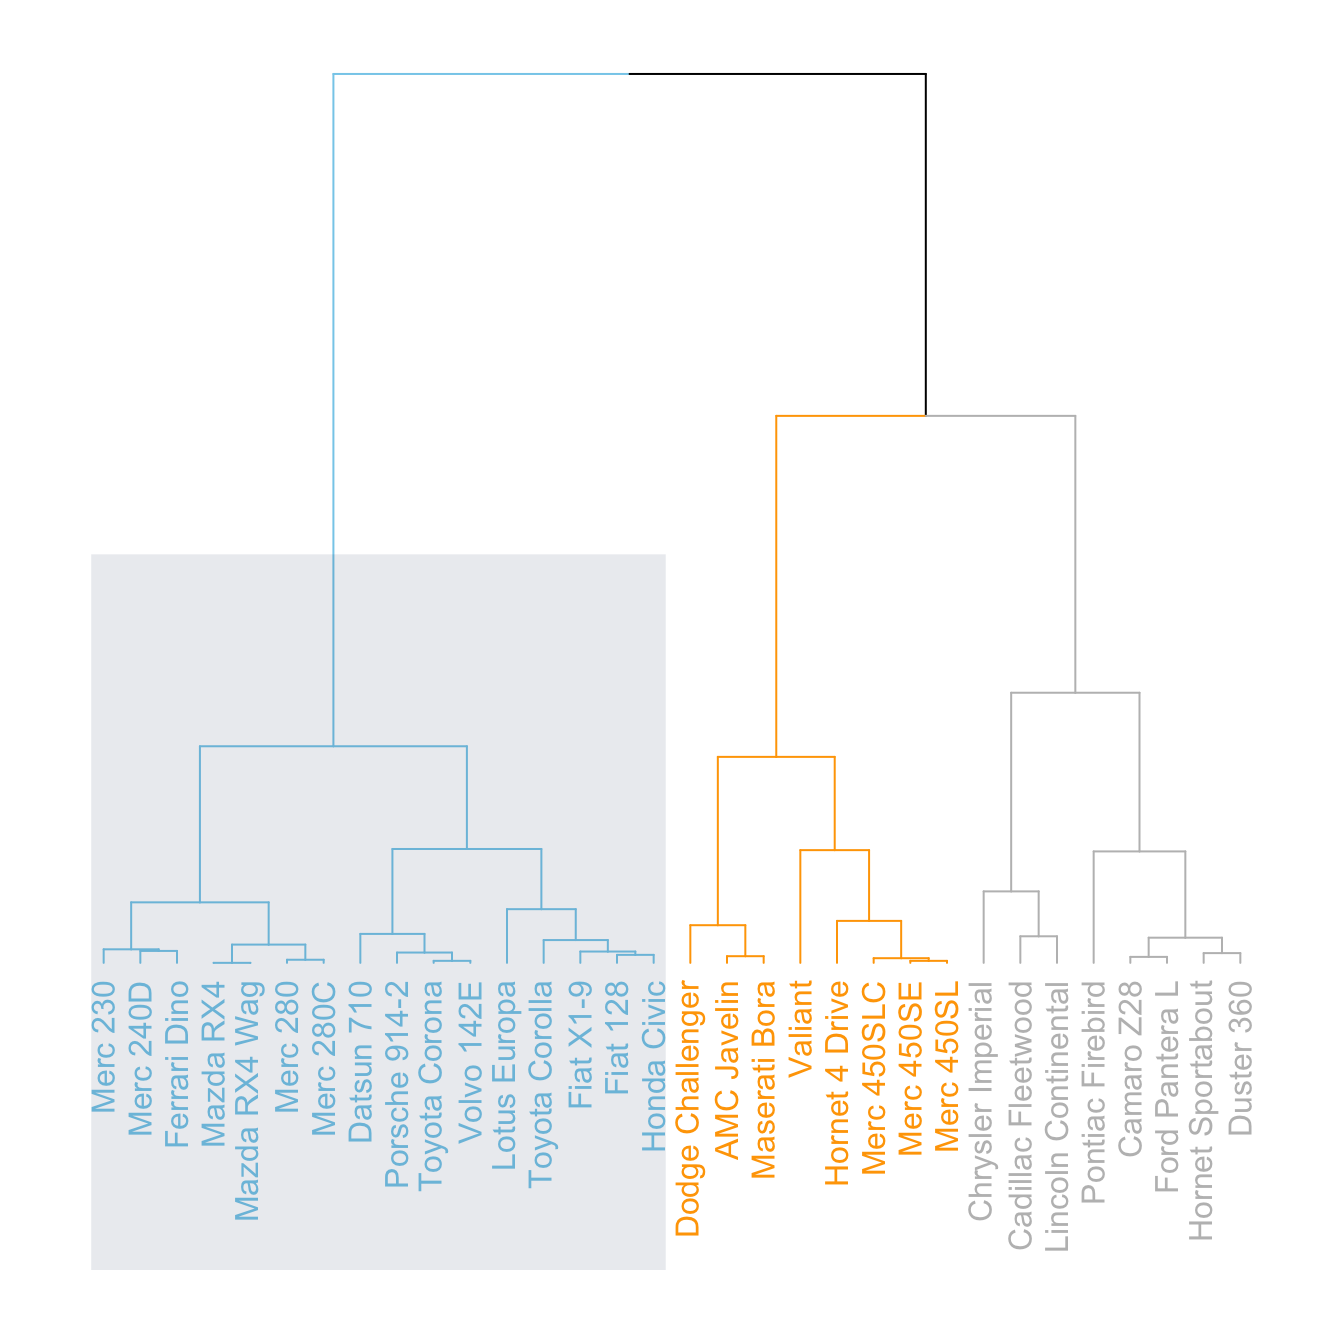 Merc 230
Merc 240D
Ferrari Dino
Mazda RX4
Mazda RX4 Wag
Merc 280
Merc 280C
Datsun 710
Porsche 914-2
Toyota Corona
Volvo 142E
Lotus Europa
Toyota Corolla
Fiat X1-9
Fiat 128
Honda Civic
Dodge Challenger
AMC Javelin
Maserati Bora
Valiant
Hornet 4 Drive
Merc 450SLC
Merc 450SE
Merc 450SL
Chrysler Imperial
Cadillac Fleetwood
Lincoln Continental
Pontiac Firebird
Camaro Z28
Ford Pantera L
Hornet Sportabout
Duster 360